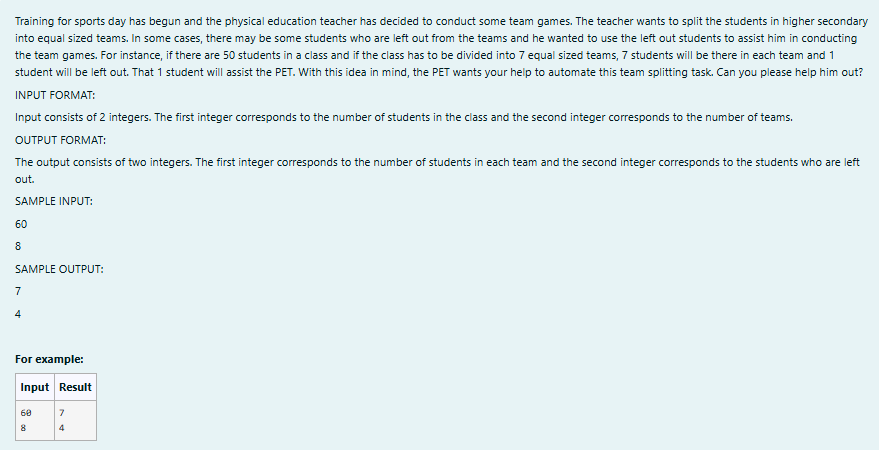 Training for sports day has begun and the physical education teacher has decided to conduct some team games. The teacher wants to split the students in higher secondary
into equal sized teams. In some cases, there may be some students who are left out from the teams and he wanted to use the left out students to assist him in conducting
the team games. For instance, if there are 50 students in a class and if the class has to be divided into 7 equal sized teams, 7 students will be there in each team and 1
student will be left out. That 1 student will assist the PET. With this idea in mind, the PET wants your help to automate this team splitting task. Can you please help him out?
INPUT FORMAT:
Input consists of 2 integers. The first integer corresponds to the number of students in the class and the second integer corresponds to the number of teams.
OUTPUT FORMAT:
The output consists of two integers. The first integer corresponds to the number of students in each team and the second integer corresponds to the students who are left
out.
SAMPLE INPUT:
60
8
SAMPLE OUTPUT:
7
4
For example:
Input Result
60 7
8 4